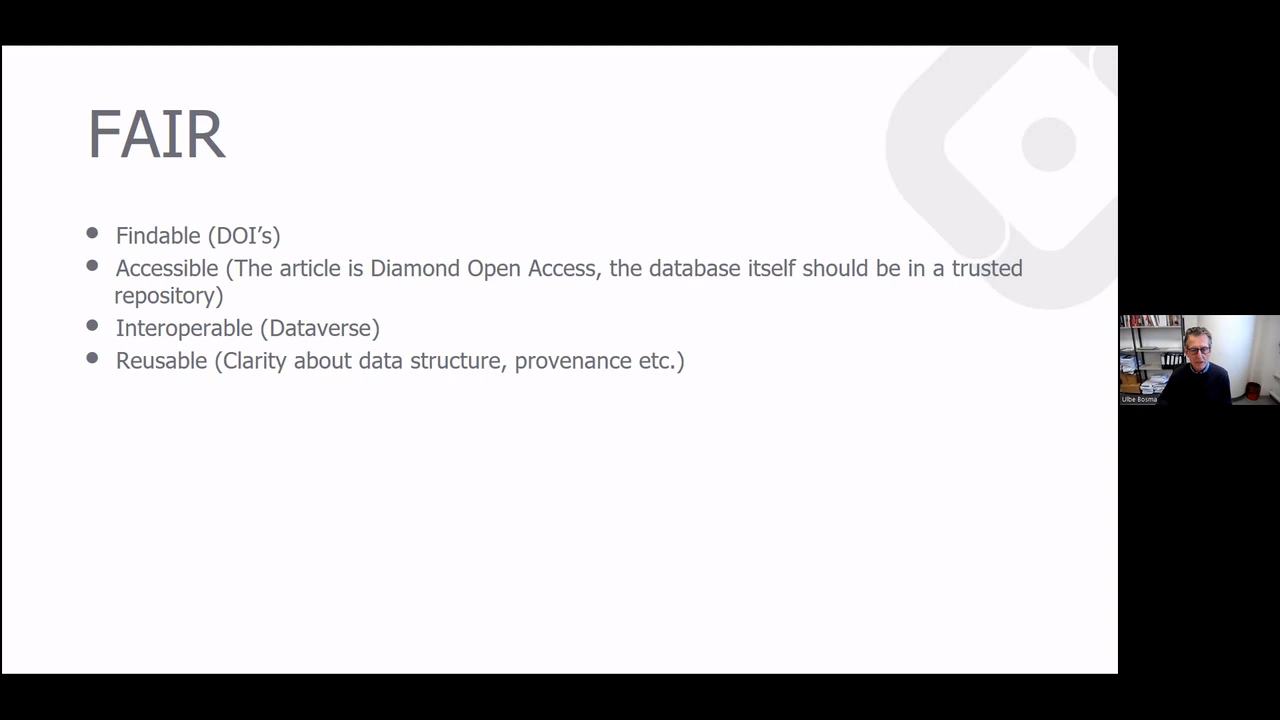 FAIR
Findable (DOI’s)
Accessible (The article is Diamond Open Access, the database itself should be in a trusted
repository)
Interoperable (Dataverse)
Reusable (Clarity about data structure, provenance etc.)
Ulbe Bosma